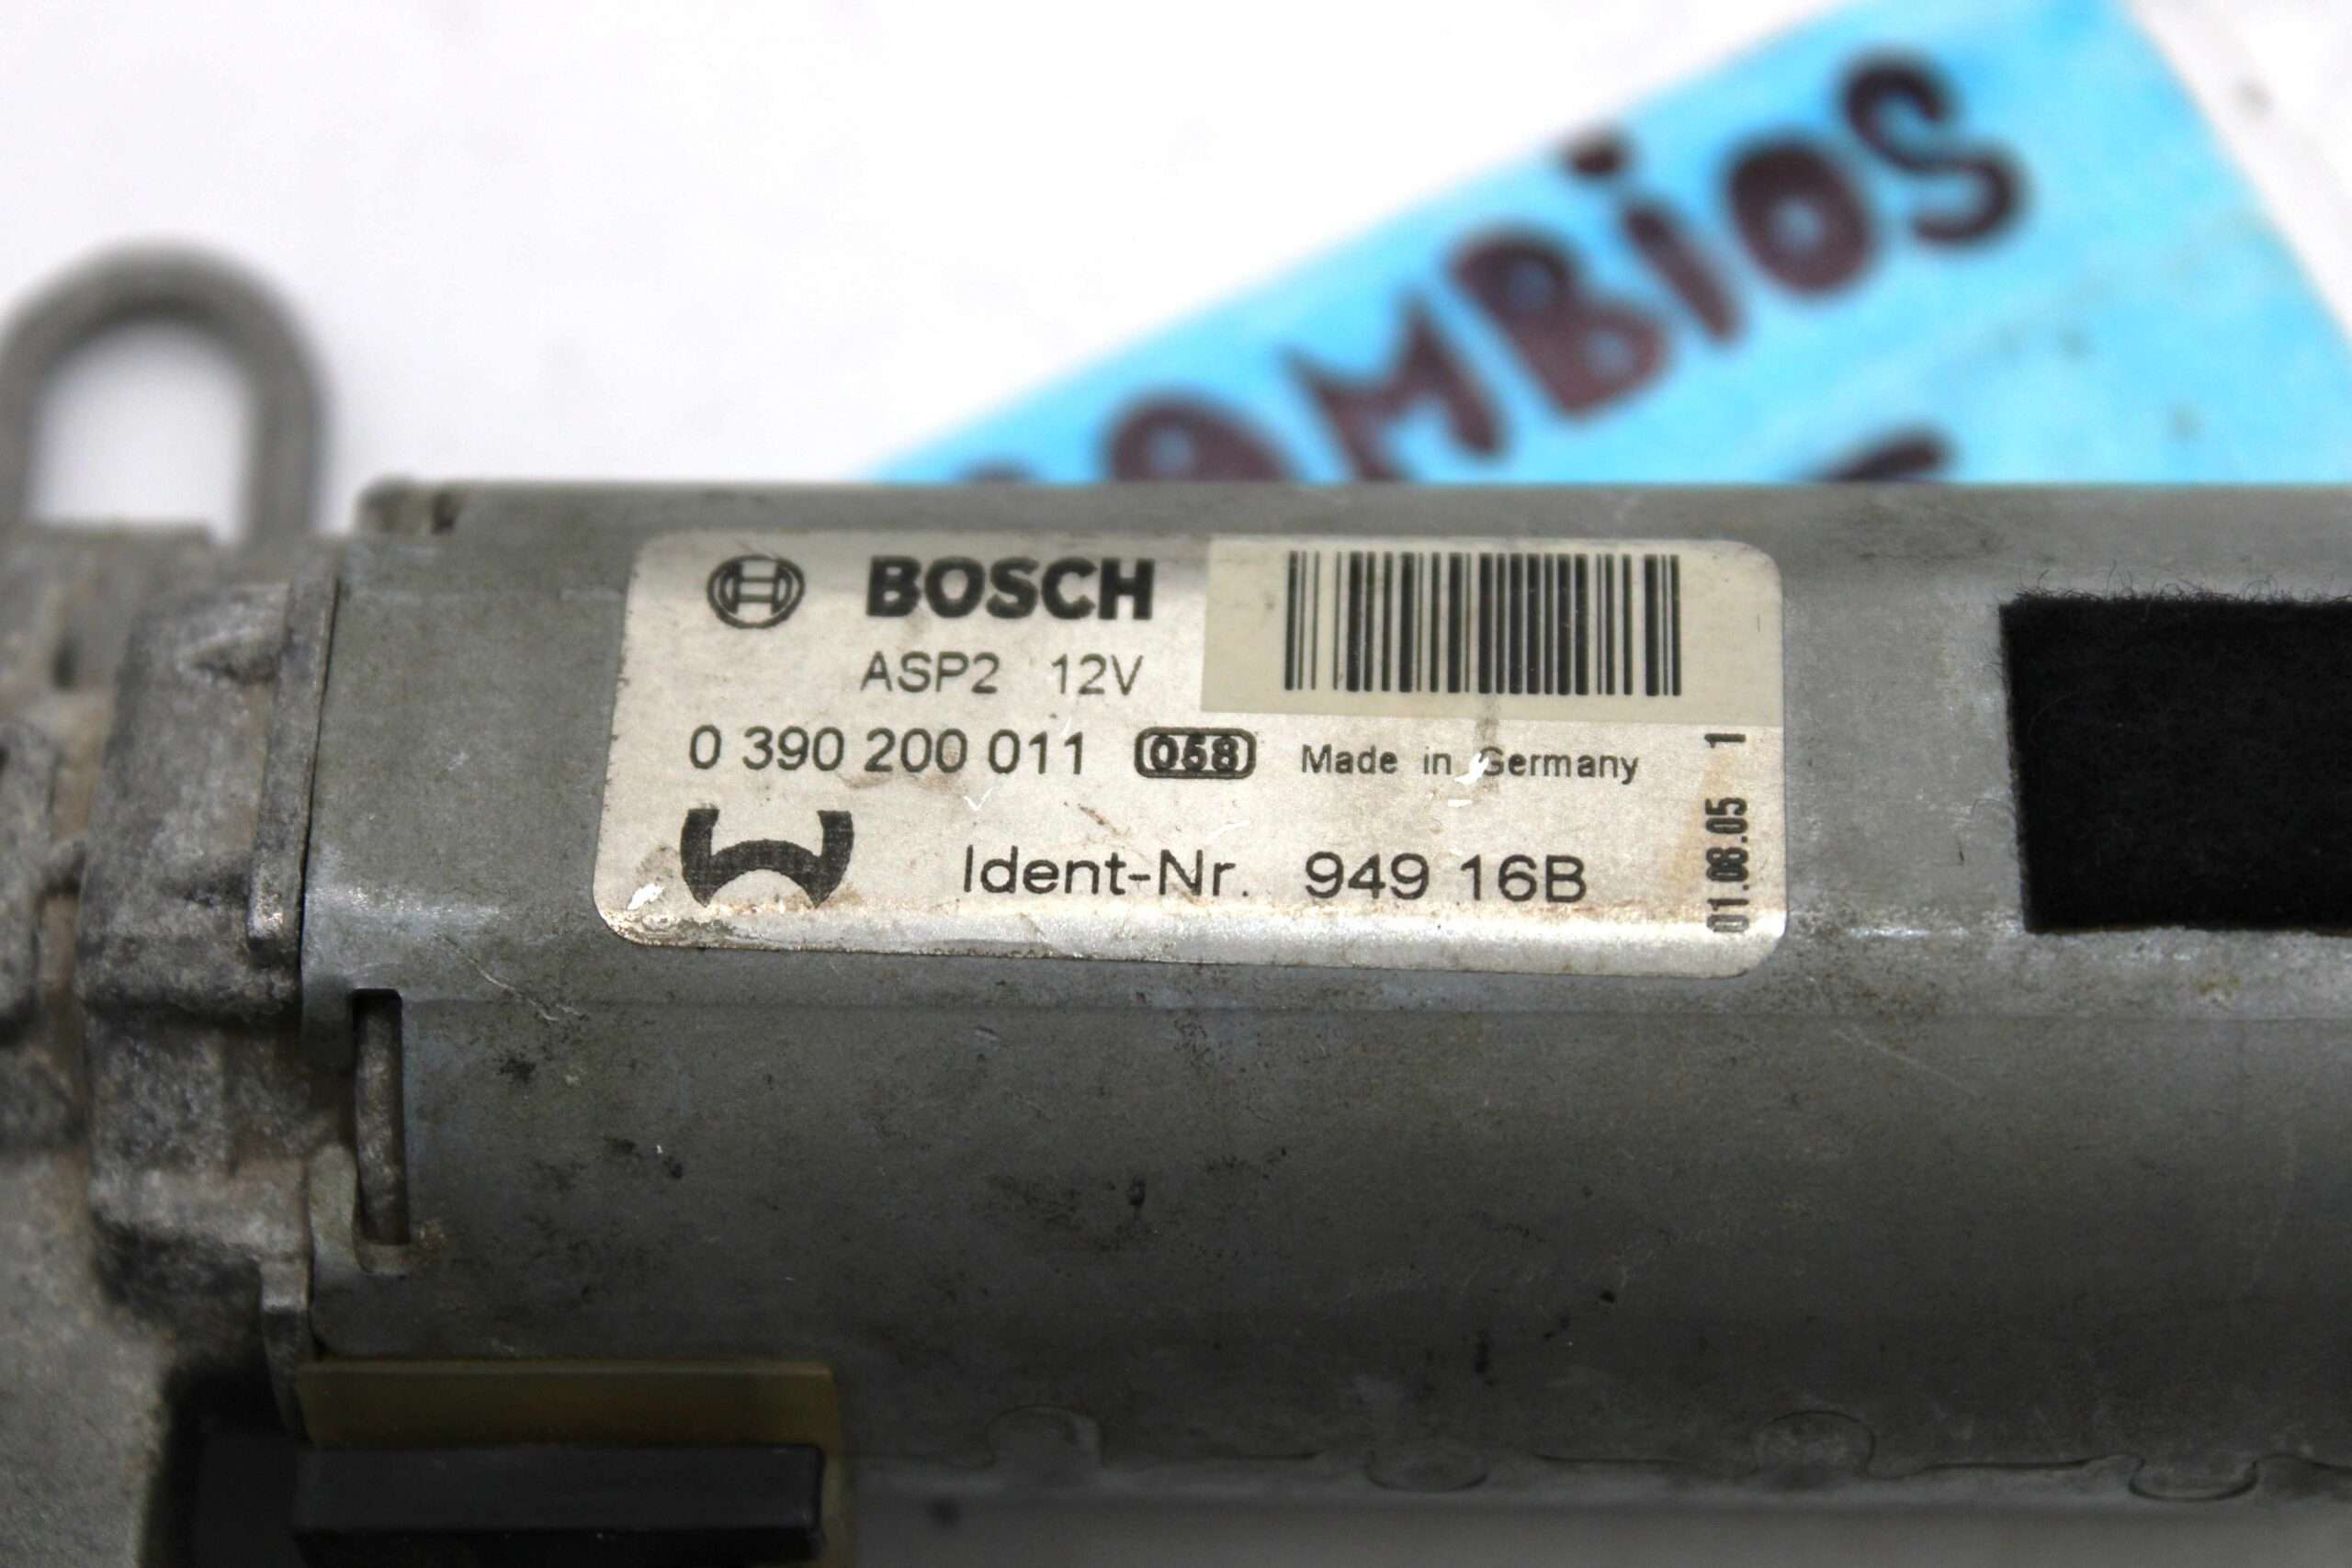 OMBiOS
BOSCH
ASP2 12V
0 390 200 011 058 Made in Germany
Ident-Nr. 949 16B
01.08.05 1